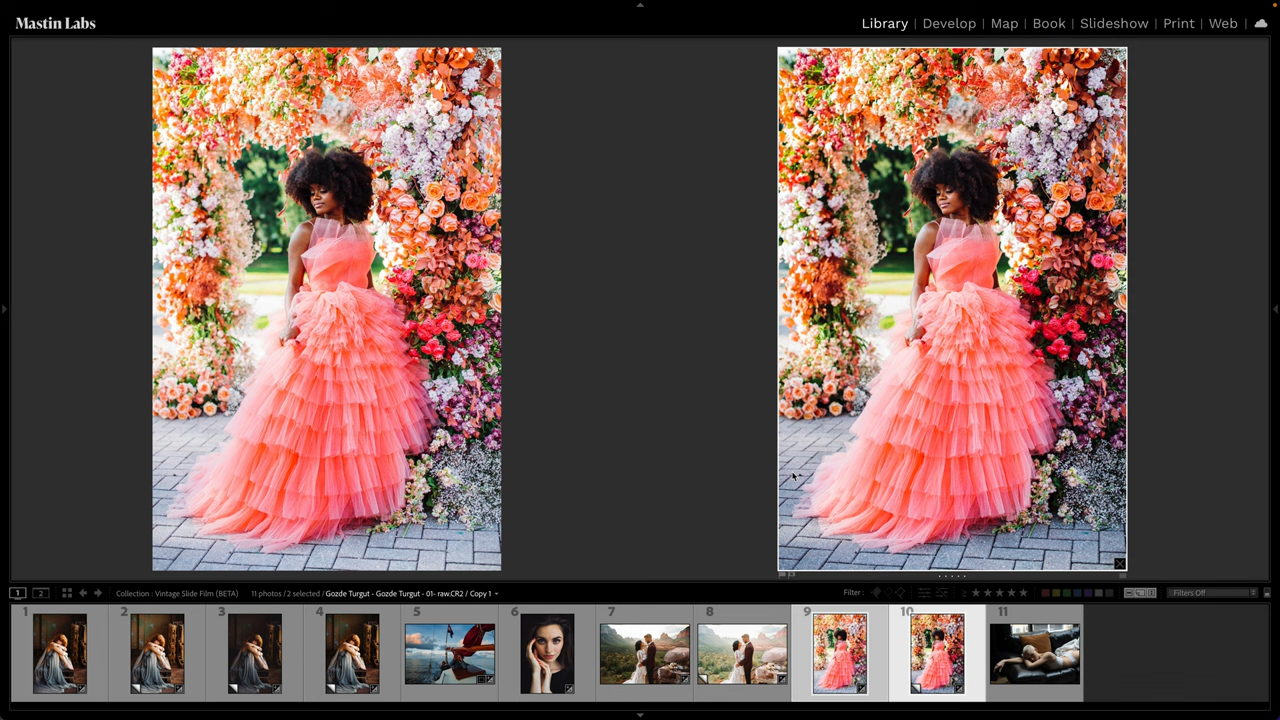 Mastin Labs
Library | Develop | Map | Book | Slideshow | Print | Web |
1 2 Collection : Vintage Slide Film (BETA) 11 photos / 2 selected / Gozde Turgut - Gozde Turgut - 01- raw.CR2 / Copy 1 Filter : ≥ ★ ★ ★ ★ ★ Filters Off
1 2 3 4 5 6 7 8 9 10 11